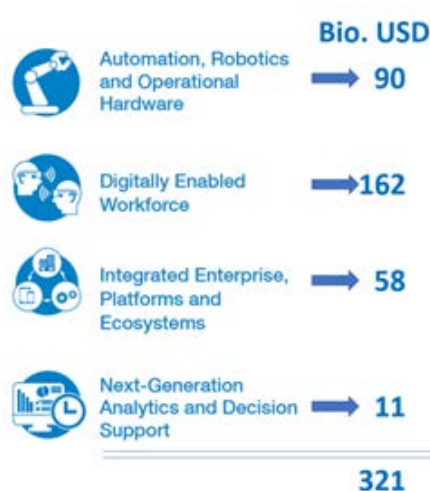 Bio. USD
Automation, Robotics
and Operational
Hardware
90
Digitally Enabled
Workforce
162
Integrated Enterprise,
Platforms and
Ecosystems
58
Next-Generation
Analytics and Decision
Support
11
321